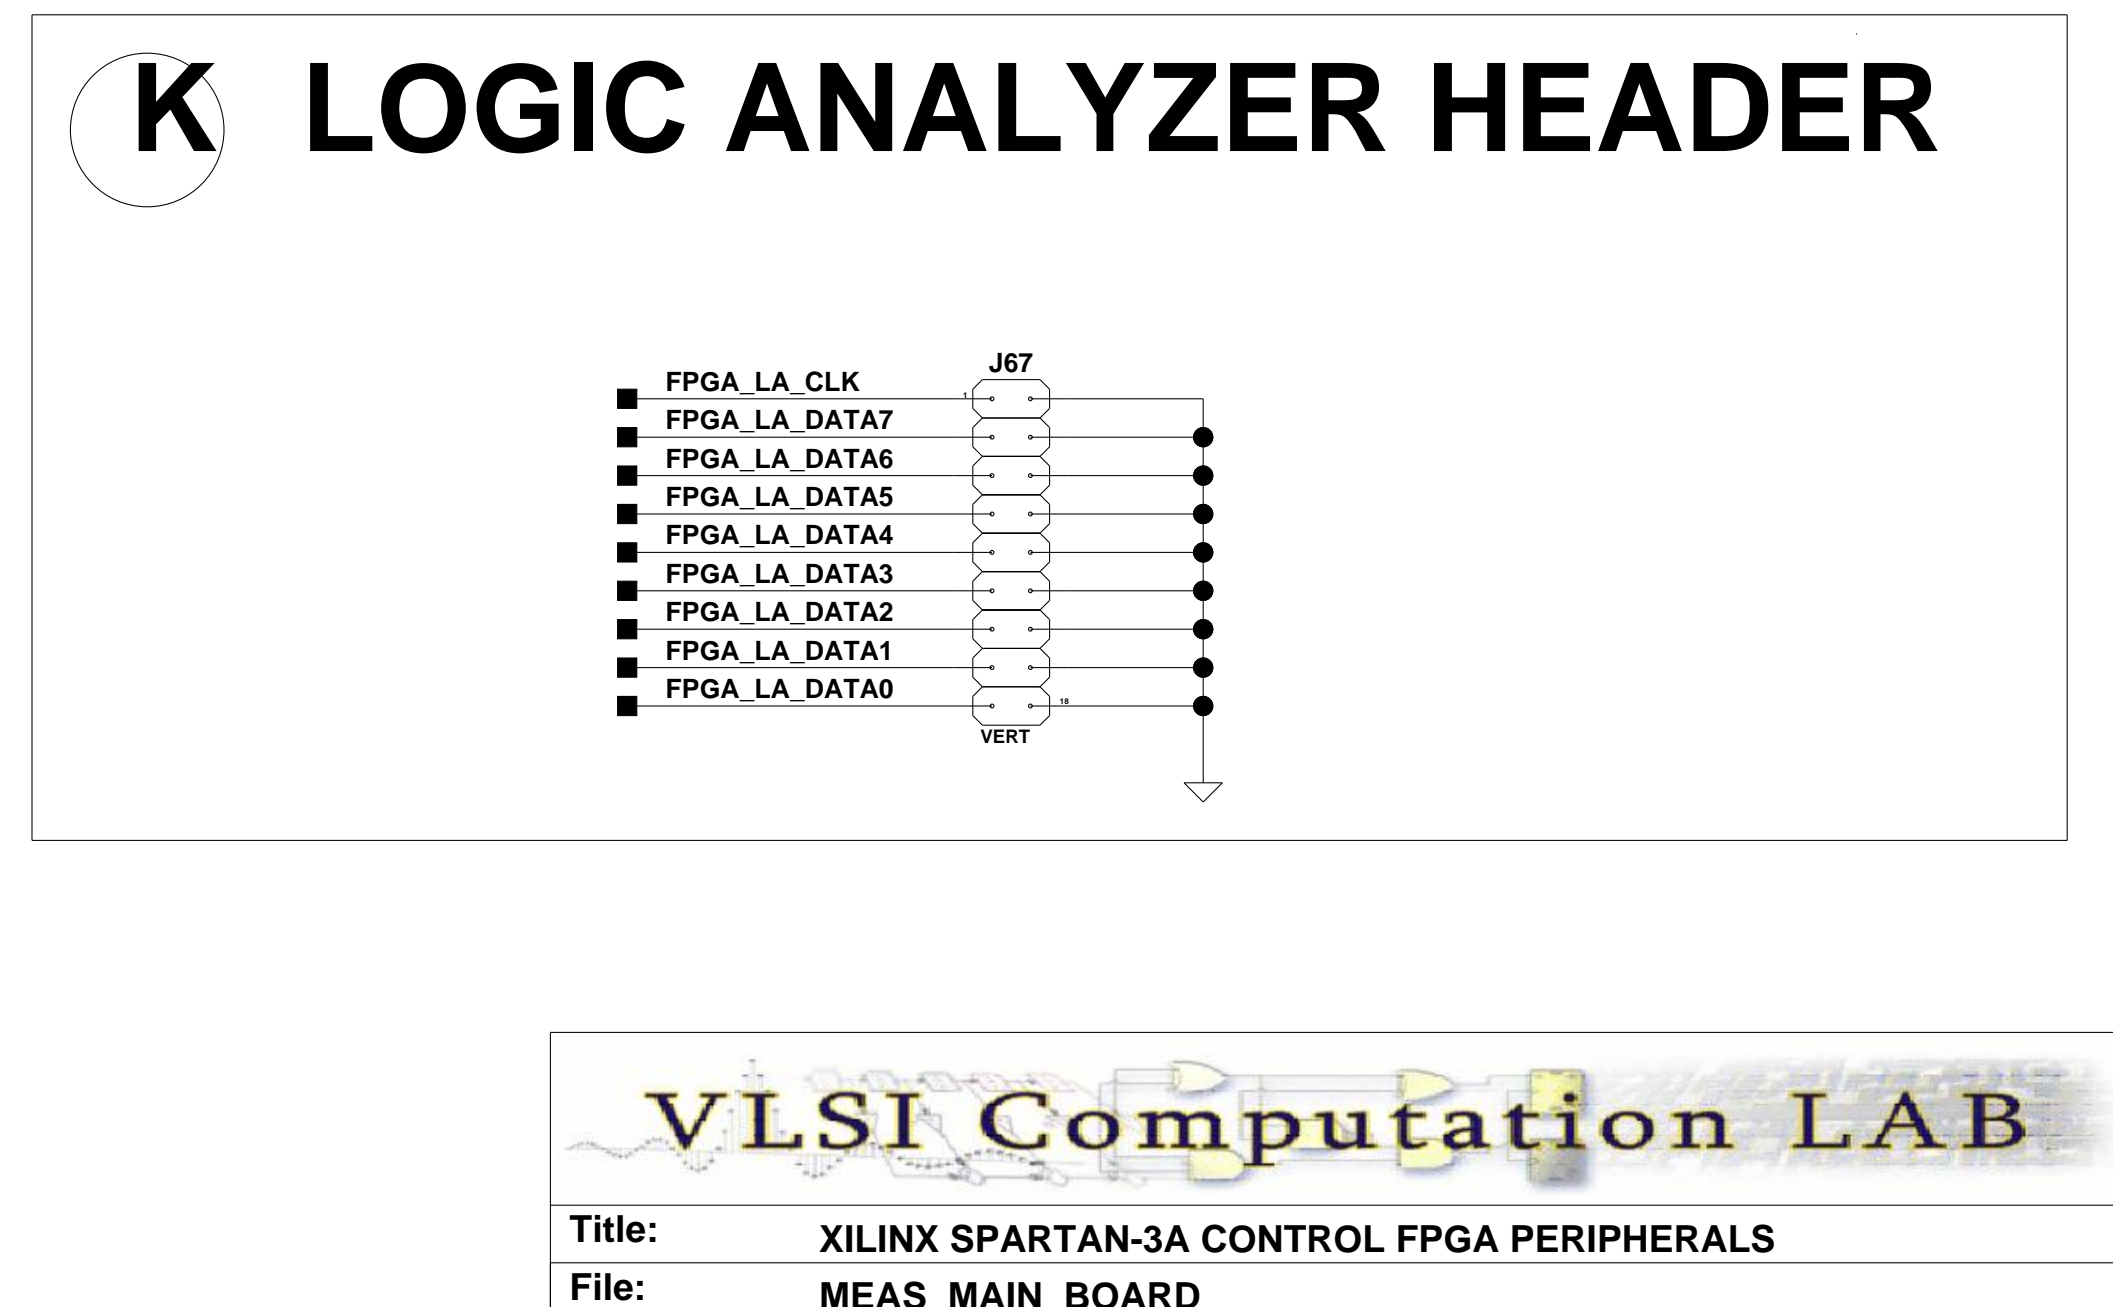 K LOGIC ANALYZER HEADER
J67
FPGA_LA_CLK
1
FPGA_LA_DATA7
FPGA_LA_DATA6
FPGA_LA_DATA5
FPGA_LA_DATA4
FPGA_LA_DATA3
FPGA_LA_DATA2
FPGA_LA_DATA1
FPGA_LA_DATA0
18
VERT
VLSI Computation LAB
Title: XILINX SPARTAN-3A CONTROL FPGA PERIPHERALS
File: MEAS_MAIN_BOARD